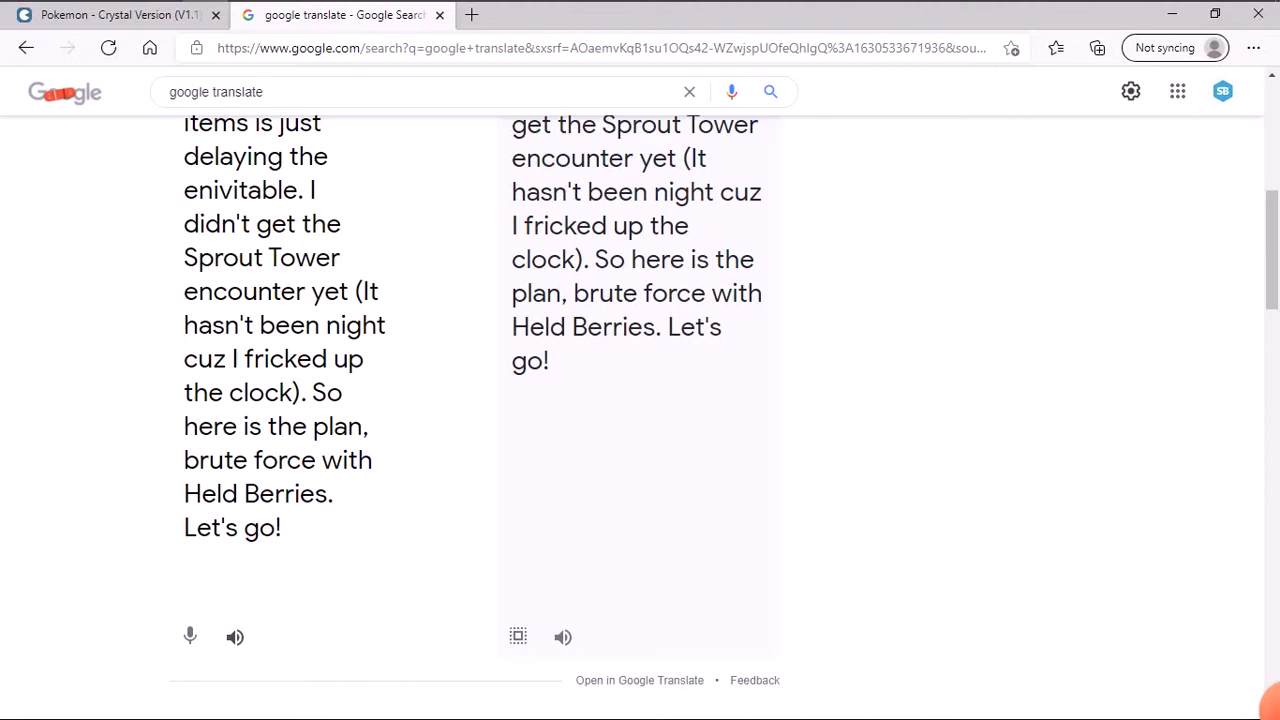 Pokemon - Crystal Version (V1.1)
google translate - Google Search
https://www.google.com/search?q=google+translate&sxsrf=AOaemvKqB1su1OQs42-WZwjspUOfeQhlgQ%3A1630533671936&sou...
Not syncing
Google
google translate
SB
items is just
delaying the
enivitable. I
didn't get the
Sprout Tower
encounter yet (It
hasn't been night
cuz I fricked up
the clock). So
here is the plan,
brute force with
Held Berries.
Let's go!
get the Sprout Tower
encounter yet (It
hasn't been night cuz
I fricked up the
clock). So here is the
plan, brute force with
Held Berries. Let's
go!
Open in Google Translate • Feedback